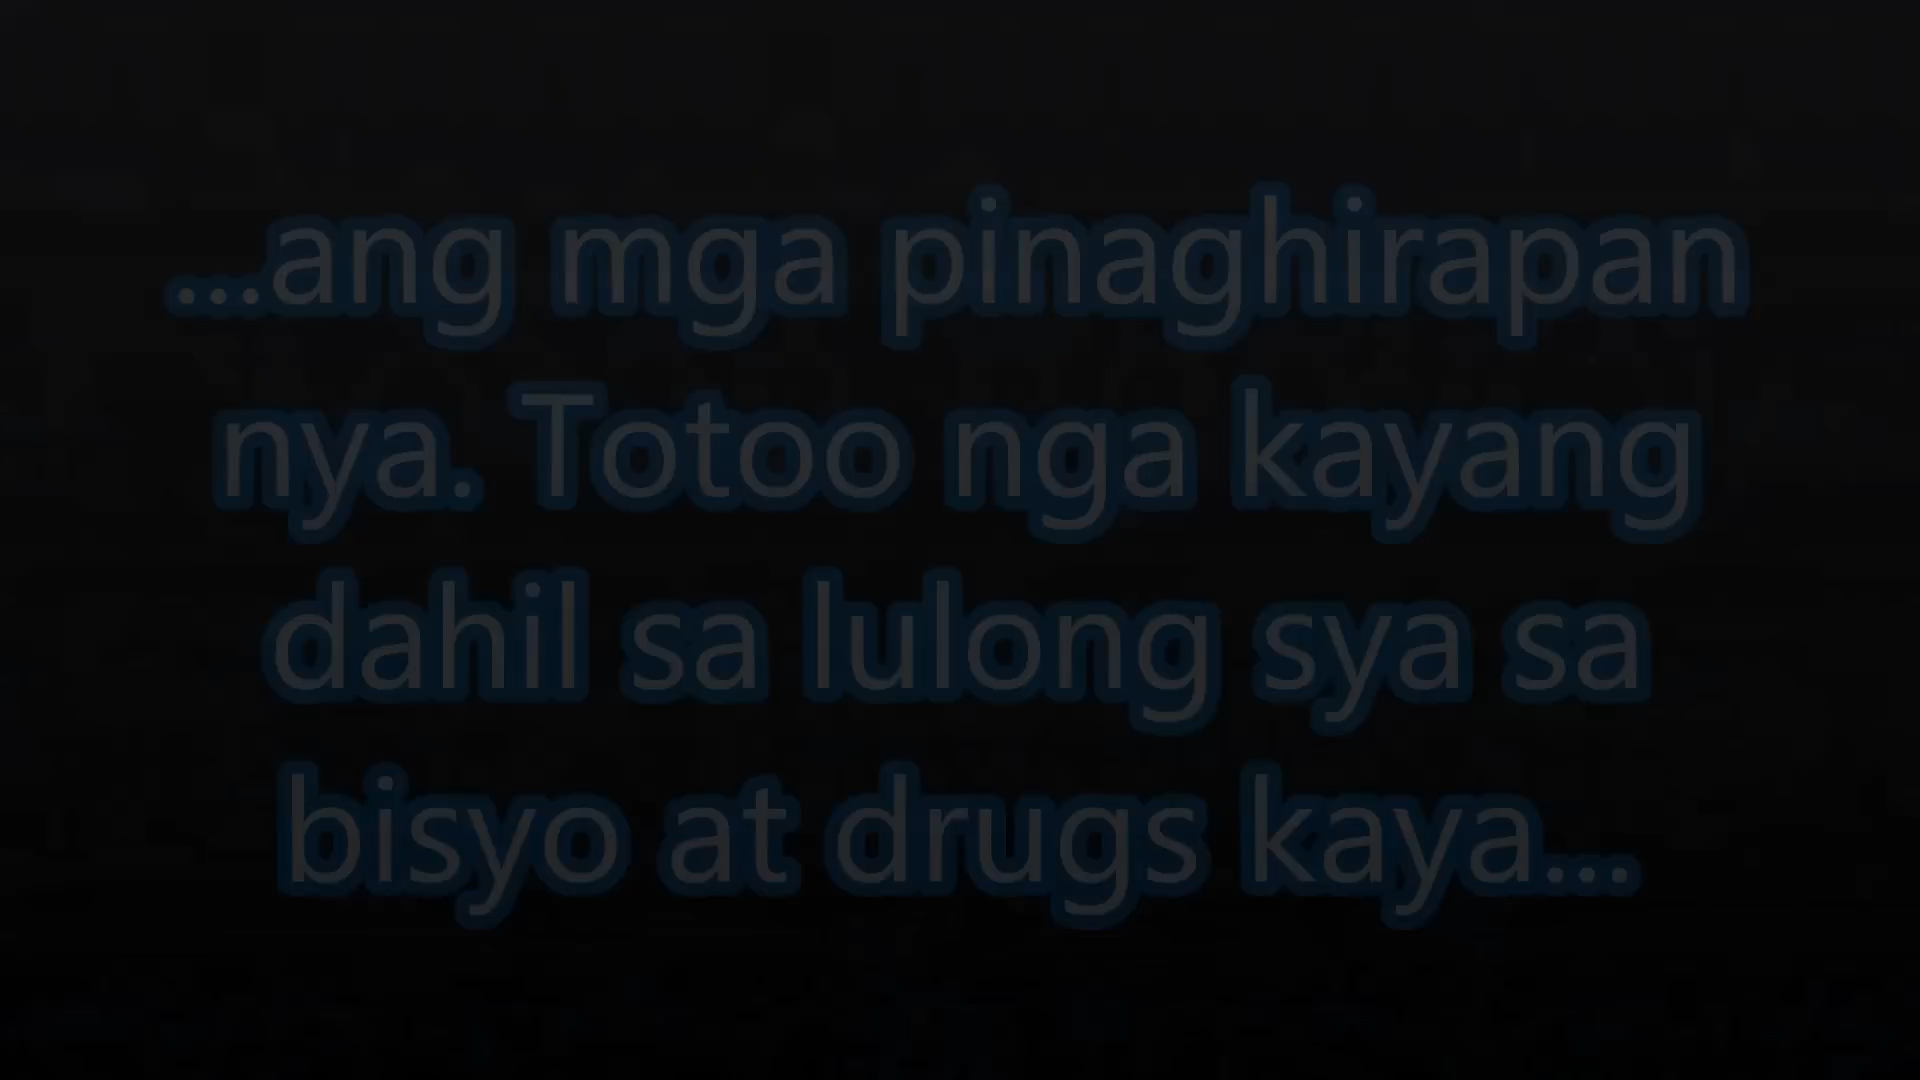 ...ang mga pinaghirapan
nya. Totoo nga kayang
dahil sa lulong sya sa
bisyo at drugs kaya...